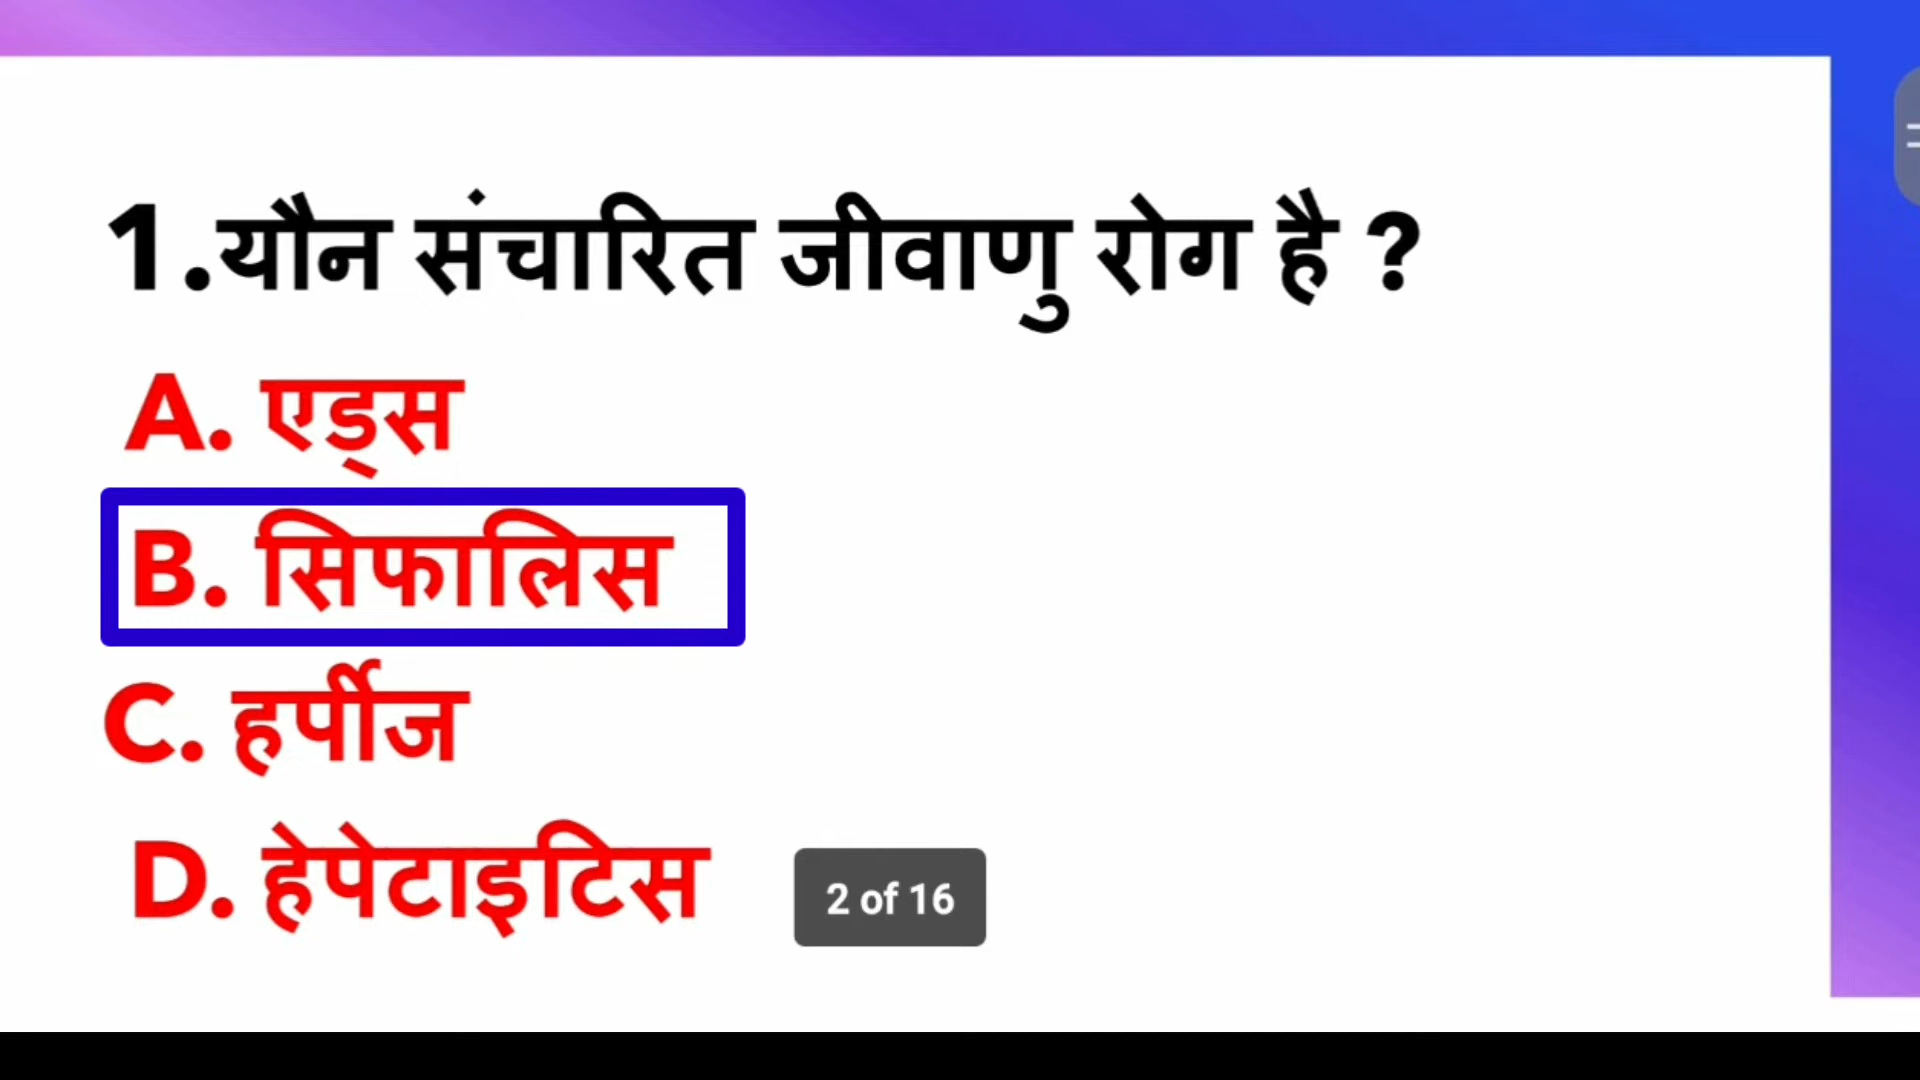 1.यौन संचारित जीवाणु रोग है ?
A. एड्स
B. सिफालिस
C. हर्पीज
D. हेपेटाइटिस
2 of 16